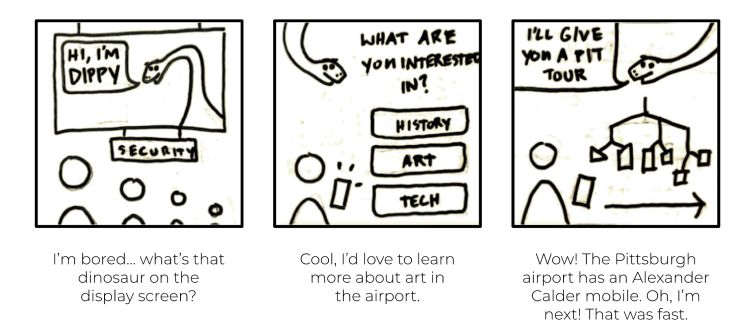 HI, I'M
DIPPY
SECURITY
I'm bored... what's that
dinosaur on the
display screen?
WHAT ARE
YOU INTERESTED
IN?
HISTORY
ART
TECH
Cool, I'd love to learn
more about art in
the airport.
I'LL GIVE
YOU A PIT
TOUR
Wow! The Pittsburgh
airport has an Alexander
Calder mobile. Oh, I'm
next! That was fast.